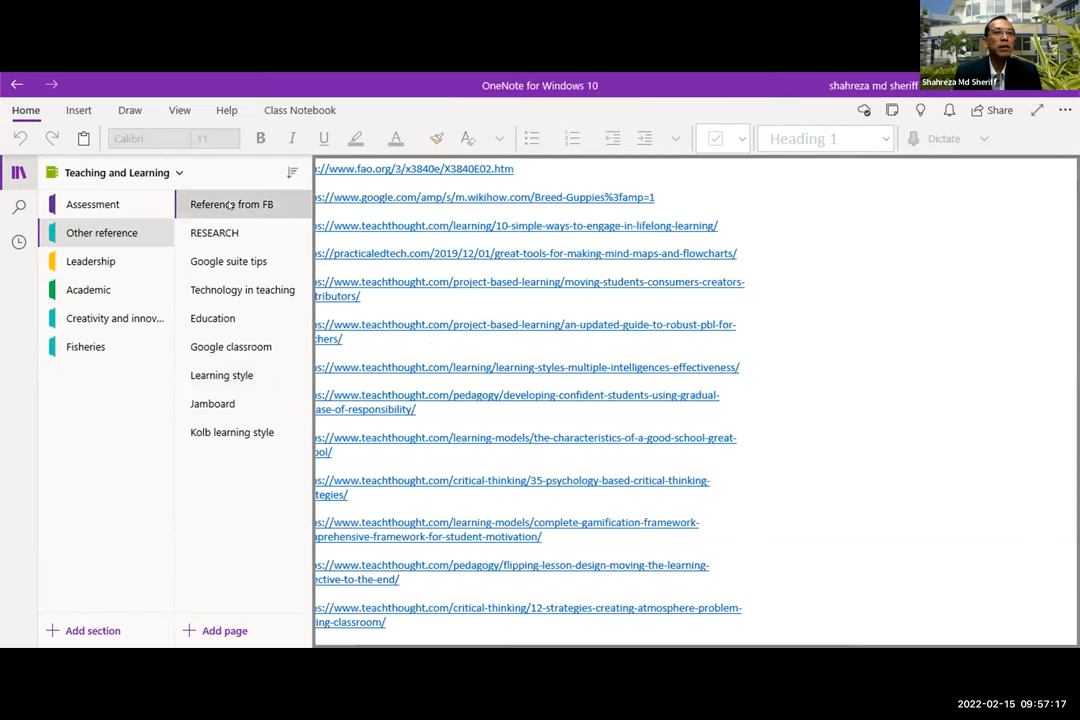 Shahreza Md Sheriff
OneNote for Windows 10
shahreza md sheriff
Home
Insert
Draw
View
Help
Class Notebook
Share
Calibri
11
B
I
U
A
Heading 1
Dictate
Teaching and Learning
Assessment
Other reference
Leadership
Academic
Creativity and innov...
Fisheries
Add section
Reference from FB
RESEARCH
Google suite tips
Technology in teaching
Education
Google classroom
Learning style
Jamboard
Kolb learning style
Add page
://www.fao.org/3/x3840e/X3840E02.htm
os://www.google.com/amp/s/m.wikihow.com/Breed-Guppies%3famp=1
os://www.teachthought.com/learning/10-simple-ways-to-engage-in-lifelong-learning/
os://practicaledtech.com/2019/12/01/great-tools-for-making-mind-maps-and-flowcharts/
os://www.teachthought.com/project-based-learning/moving-students-consumers-creators-
tributors/
os://www.teachthought.com/project-based-learning/an-updated-guide-to-robust-pbl-for-
chers/
os://www.teachthought.com/learning/learning-styles-multiple-intelligences-effectiveness/
os://www.teachthought.com/pedagogy/developing-confident-students-using-gradual-
ase-of-responsibility/
os://www.teachthought.com/learning-models/the-characteristics-of-a-good-school-great-
ool/
os://www.teachthought.com/critical-thinking/35-psychology-based-critical-thinking-
tegies/
os://www.teachthought.com/learning-models/complete-gamification-framework-
prehensive-framework-for-student-motivation/
os://www.teachthought.com/pedagogy/flipping-lesson-design-moving-the-learning-
ective-to-the-end/
os://www.teachthought.com/critical-thinking/12-strategies-creating-atmosphere-problem-
ing-classroom/
2022-02-15 09:57:17